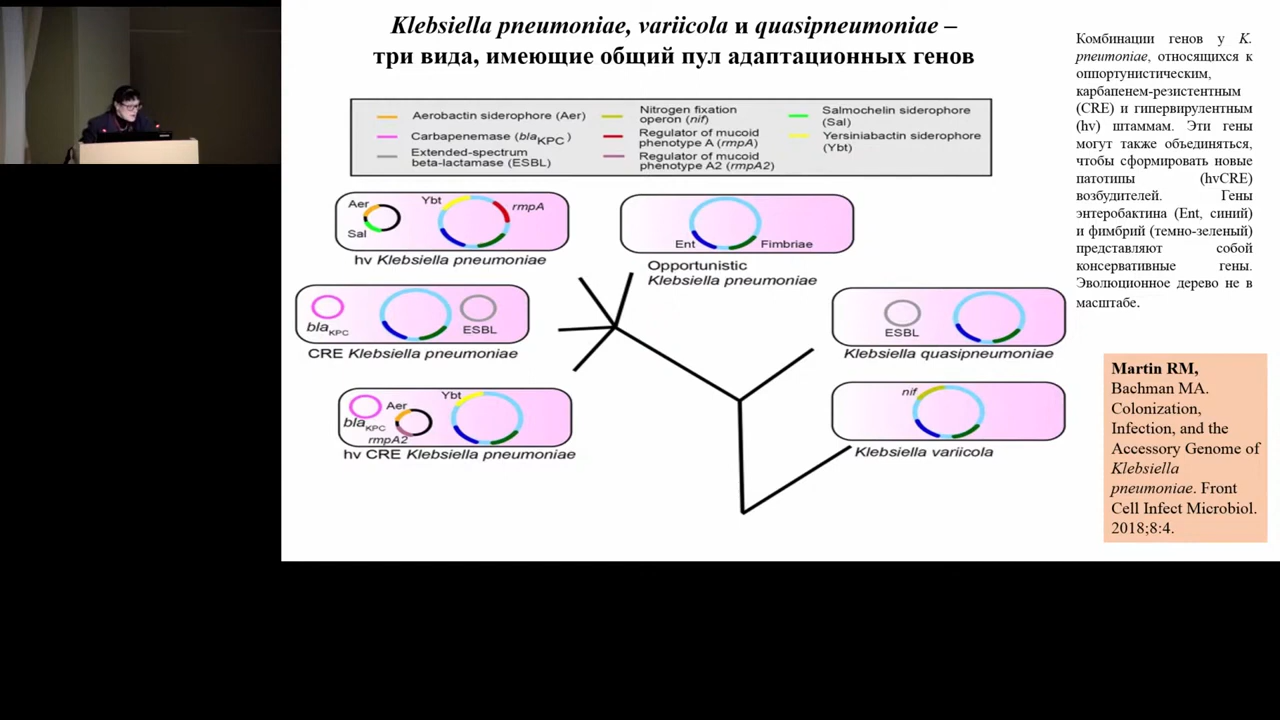 Klebsiella pneumoniae, variicola и quasipneumoniae –
три вида, имеющие общий пул адаптационных генов
Aerobactin siderophore (Aer)
Carbapenemase (blaKPC)
Extended-spectrum
beta-lactamase (ESBL)
Nitrogen fixation
operon (nif)
Regulator of mucoid
phenotype A (rmpA)
Regulator of mucoid
phenotype A2 (rmpA2)
Salmochelin siderophore
(Sal)
Yersiniabactin siderophore
(Ybt)
Aer
Sal
Ybt
rmpA
hv Klebsiella pneumoniae
Ent
Fimbriae
Opportunistic
Klebsiella pneumoniae
blaKPC
ESBL
CRE Klebsiella pneumoniae
ESBL
Klebsiella quasipneumoniae
blaKPC
Aer
rmpA2
Ybt
hv CRE Klebsiella pneumoniae
nif
Klebsiella variicola
Комбинации генов у K.
pneumoniae, относящихся к
оппортунистическим,
карбапенем-резистентным
(CRE) и гипервирулентным
(hv) штаммам. Эти гены
могут также объединяться,
чтобы сформировать новые
патотипы (hvCRE)
возбудителей. Гены
энтеробактина (Ent, синий)
и фимбрий (темно-зеленый)
представляют собой
консервативные гены.
Эволюционное дерево не в
масштабе.
Martin RM,
Bachman MA.
Colonization,
Infection, and the
Accessory Genome of
Klebsiella
pneumoniae. Front
Cell Infect Microbiol.
2018;8:4.